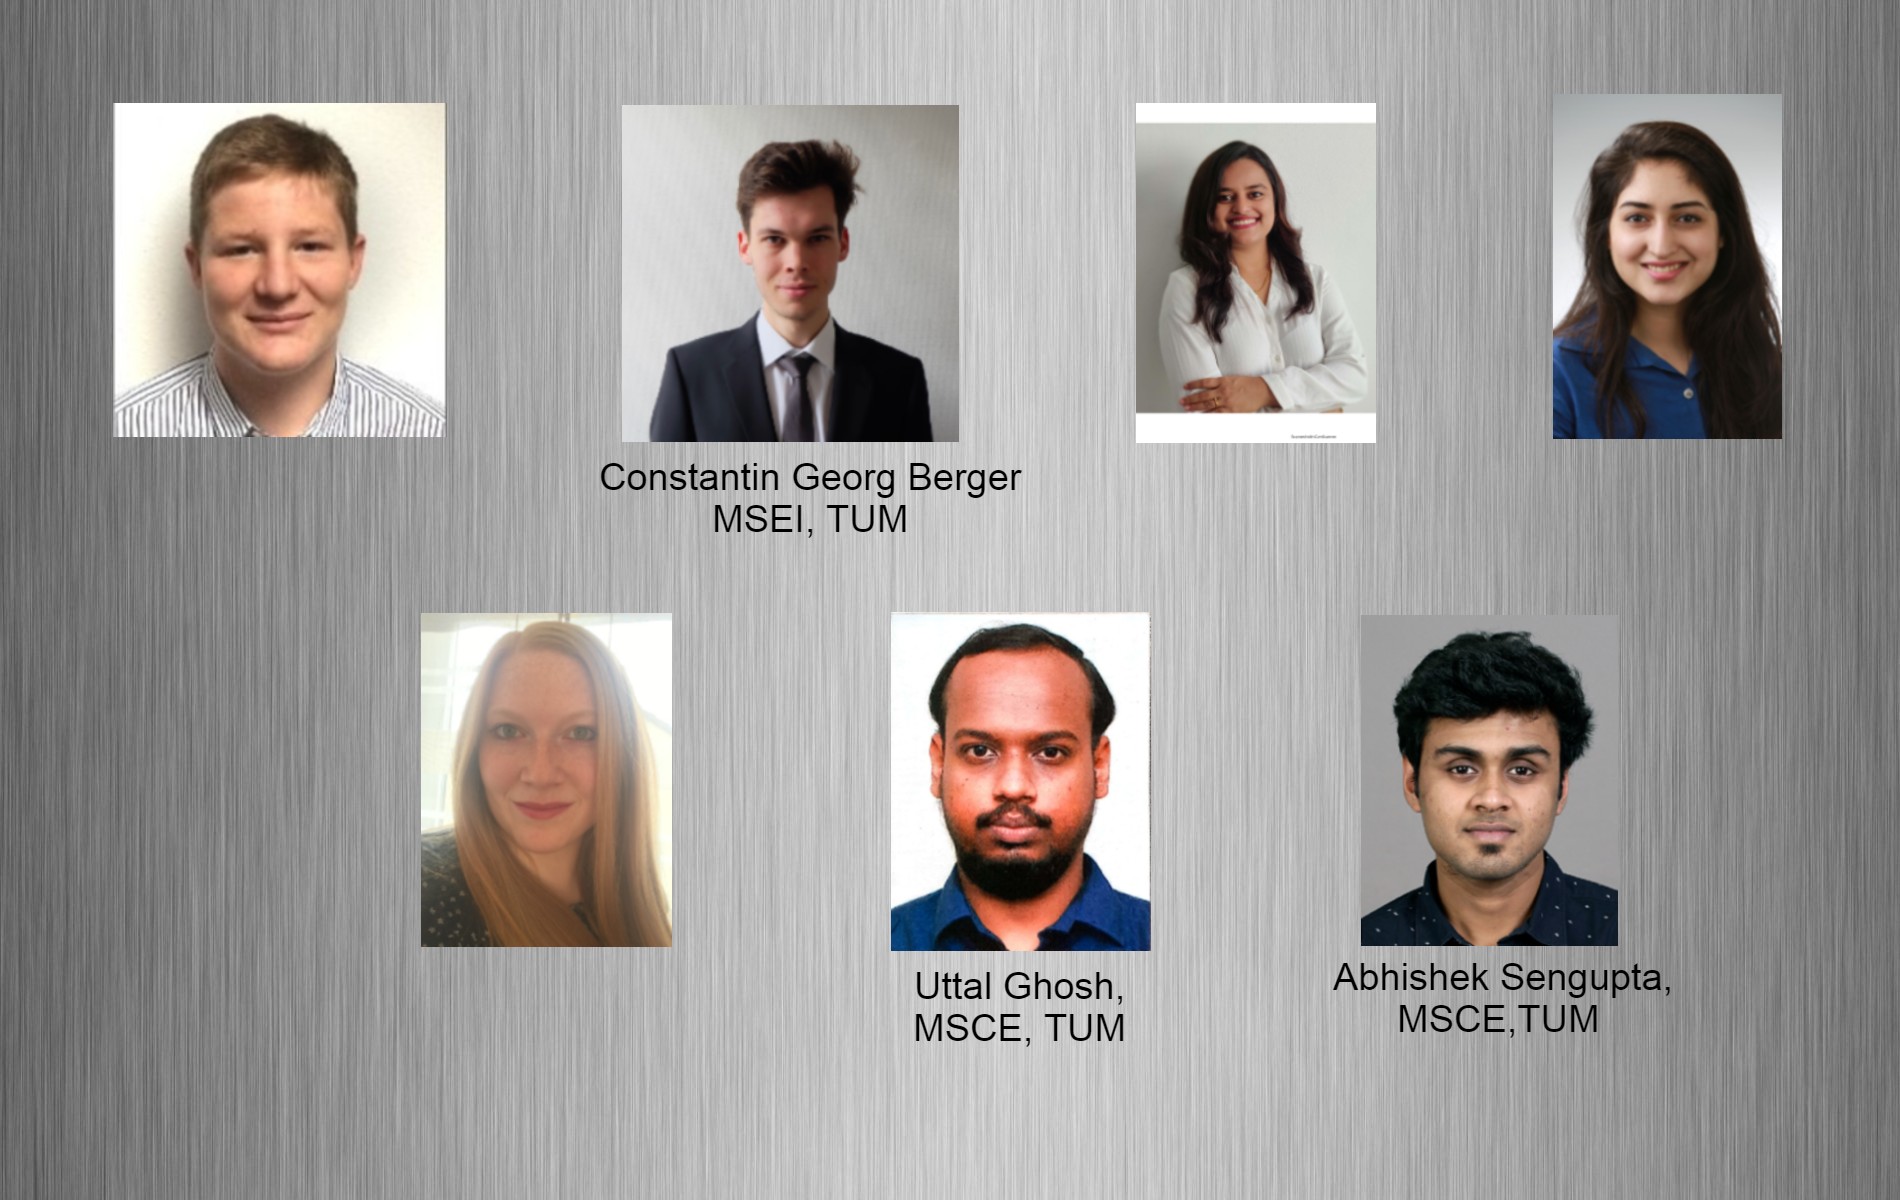 Constantin Georg Berger
MSEI, TUM
Uttal Ghosh,
MSCE, TUM
Abhishek Sengupta,
MSCE,TUM